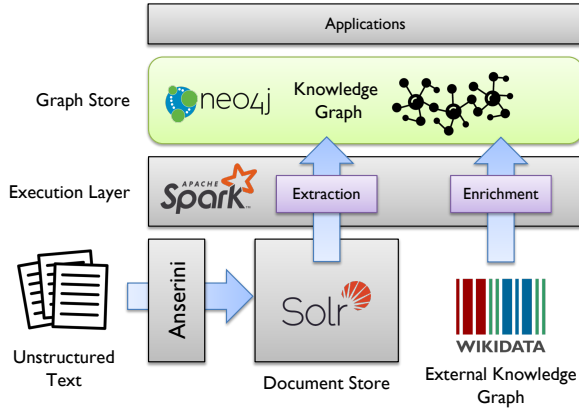 Applications
Graph Store
neo4j
Knowledge
Graph
Execution Layer
APACHE
Spark™
Extraction
Enrichment
Anserini
Solr
WIKIDATA
Unstructured
Text
Document Store
External Knowledge
Graph